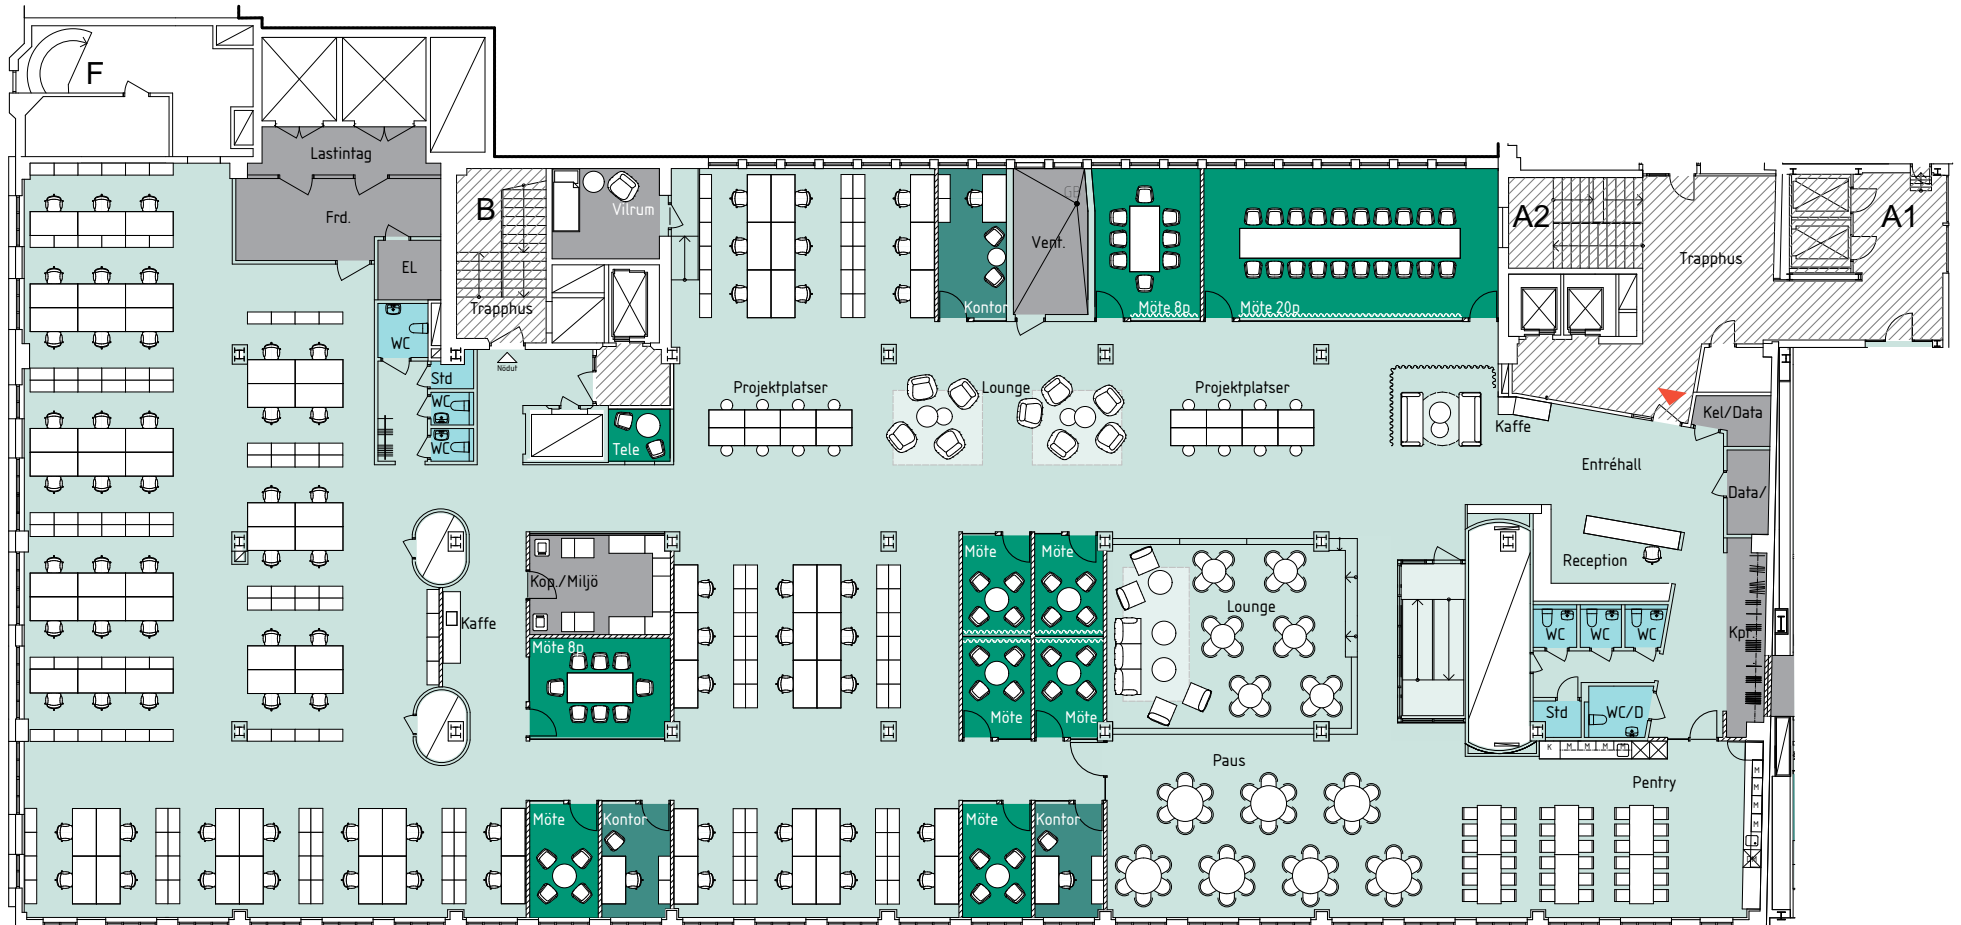 F
Lastintag
Frd.
B
Vilrum
EL
Trapphus
Nödut
WC
Std
WC
WC
Tele
Kontor
Vent.
Möte 8p
Möte 20p
A2
A1
Trapphus
Projektplatser
Lounge
Projektplatser
Kaffe
Kel/Data
Entréhall
Data/
Kop./Miljö
Möte
Möte
Reception
Kaffe
Lounge
WC
WC
WC
Kpr.
Möte 8p
Möte
Möte
Std
WC/D
K
M
M
M
M
Paus
Pentry
M
M
M
M
Möte
Kontor
Möte
Kontor